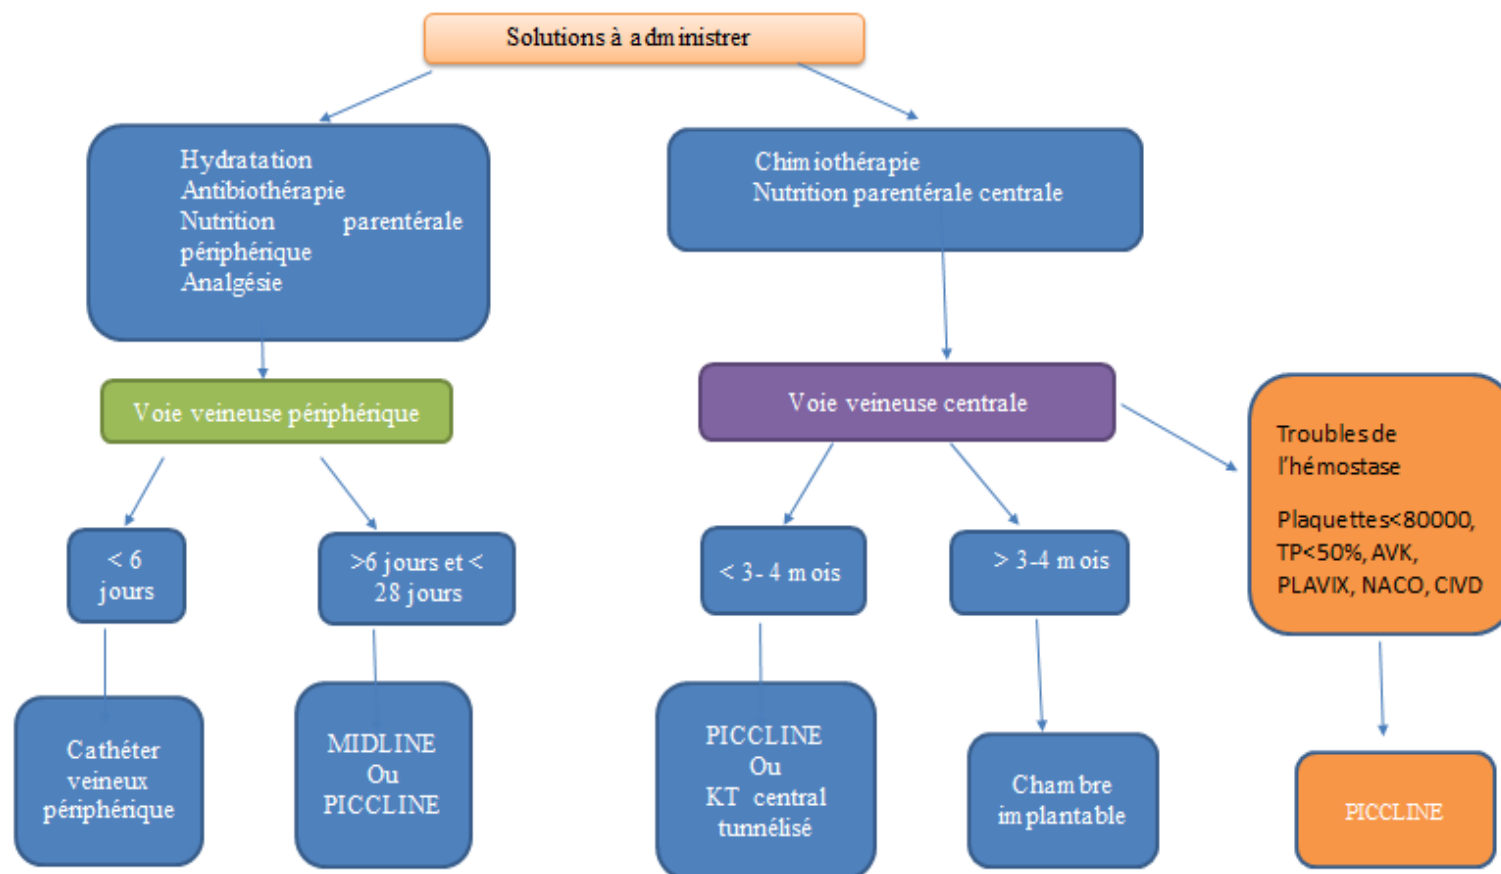 Solutions à administrer
Hydratation
Antibiothérapie
Nutrition parentérale
périphérique
Analgésie
Chimiothérapie
Nutrition parentérale centrale
Voie veineuse périphérique
Voie veineuse centrale
Troubles de
l'hémostase
Plaquettes<80000,
TP<50%, AVK,
PLAVIX, NACO, CIVD
< 6
jours
>6 jours et <
28 jours
< 3- 4 mois
> 3-4 mois
Cathéter
veineux
périphérique
MIDLINE
Ou
PICCLINE
PICCLINE
Ou
KT central
tunnélisé
Chambre
implantable
PICCLINE